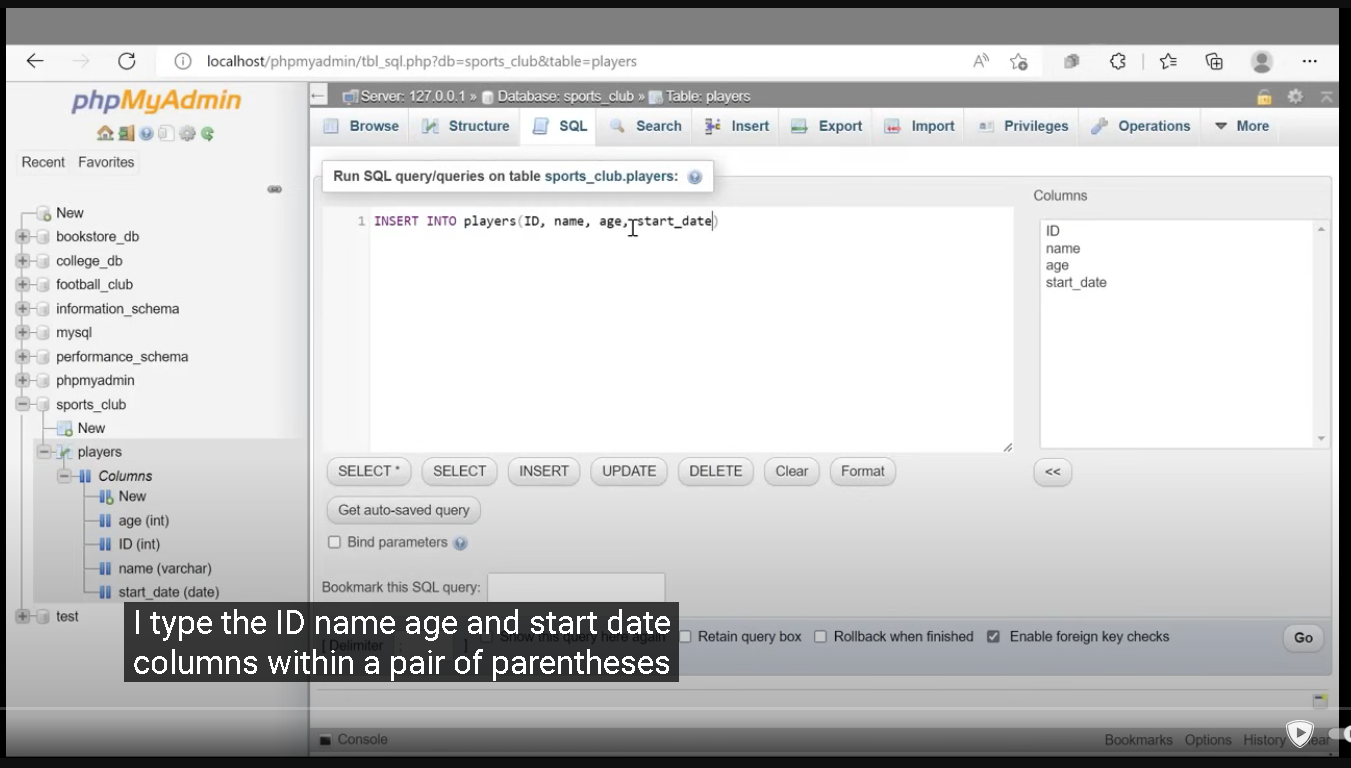 localhost/phpmyadmin/tbl_sql.php?db=sports_club&table=players
phpMyAdmin
Server: 127.0.0.1 » Database: sports_club » Table: players
Browse Structure SQL Search Insert Export Import Privileges Operations More
Recent Favorites
Run SQL query/queries on table sports_club.players:
1 INSERT INTO players(ID, name, age, start_date)
Columns
ID
name
age
start_date
New
bookstore_db
college_db
football_club
information_schema
mysql
performance_schema
phpmyadmin
sports_club
New
players
Columns
New
age (int)
ID (int)
name (varchar)
start_date (date)
test
SELECT * SELECT INSERT UPDATE DELETE Clear Format <<
Get auto-saved query
Bind parameters
Bookmark this SQL query:
[ Delimiter ] Show this query here again Retain query box Rollback when finished Enable foreign key checks Go
I type the ID name age and start date
columns within a pair of parentheses
Console Bookmarks Options History